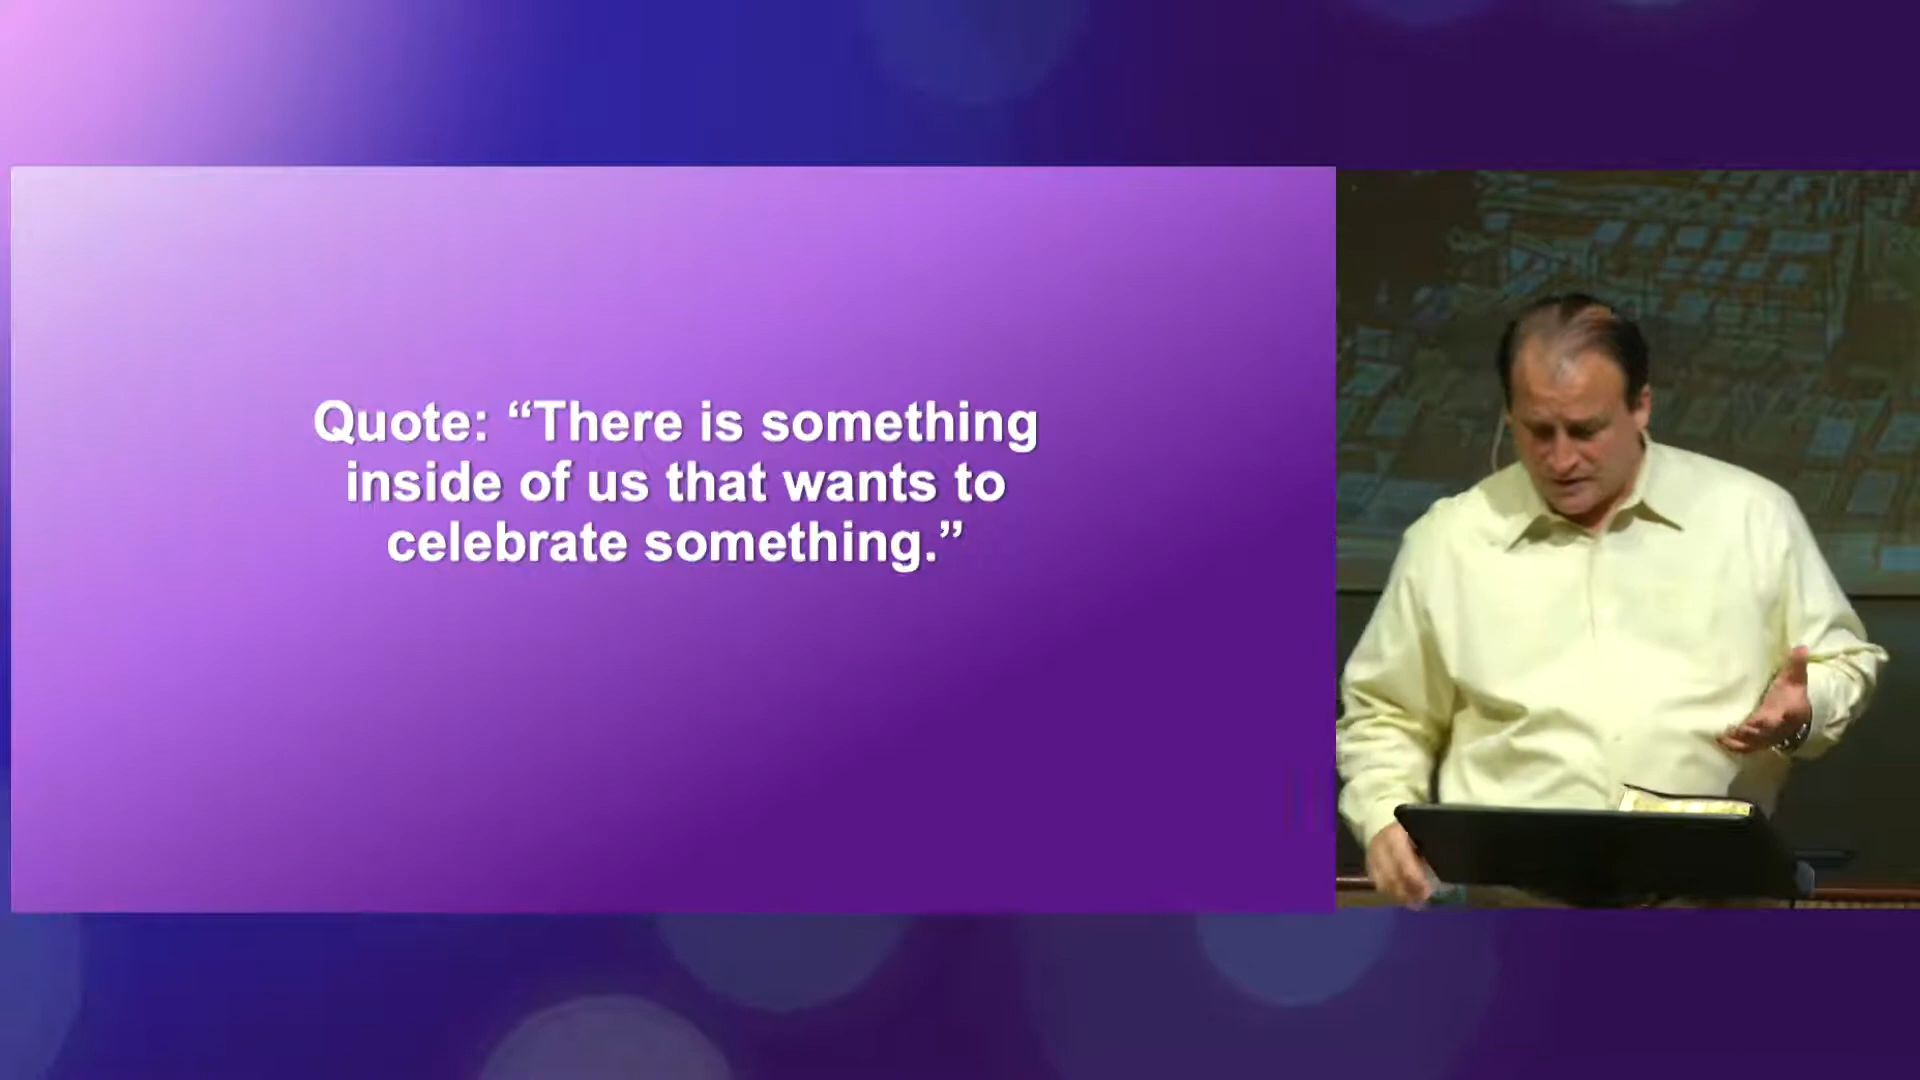 Quote: “There is something
inside of us that wants to
celebrate something.”